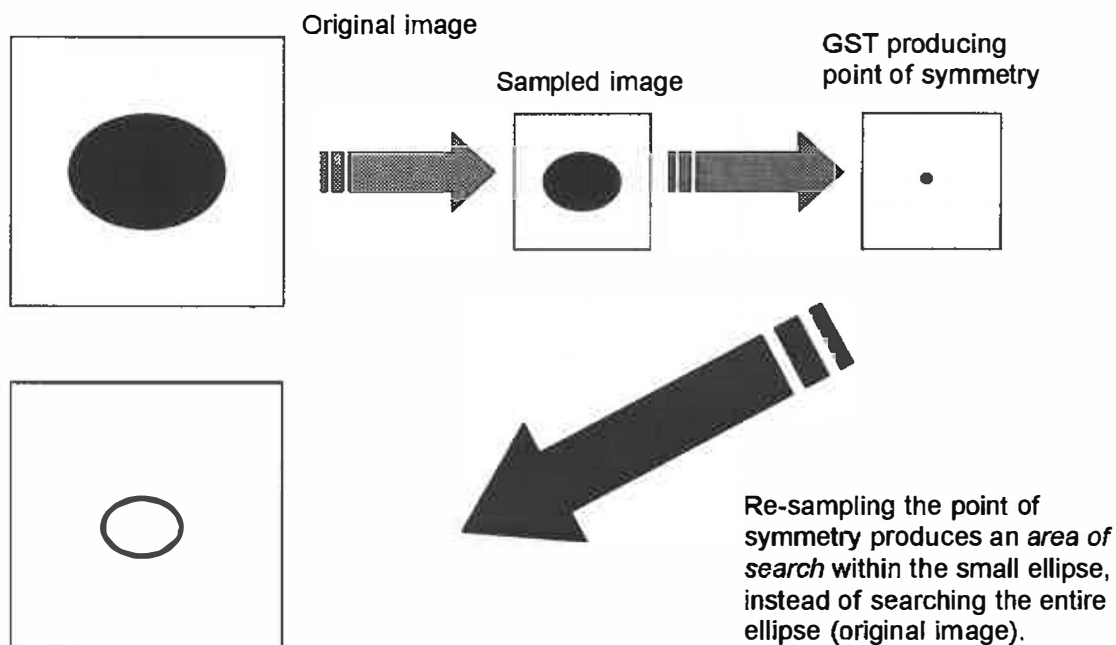 Original image
Sampled image
GST producing
point of symmetry
Re-sampling the point of
symmetry produces an area of
search within the small ellipse,
instead of searching the entire
ellipse (original image).